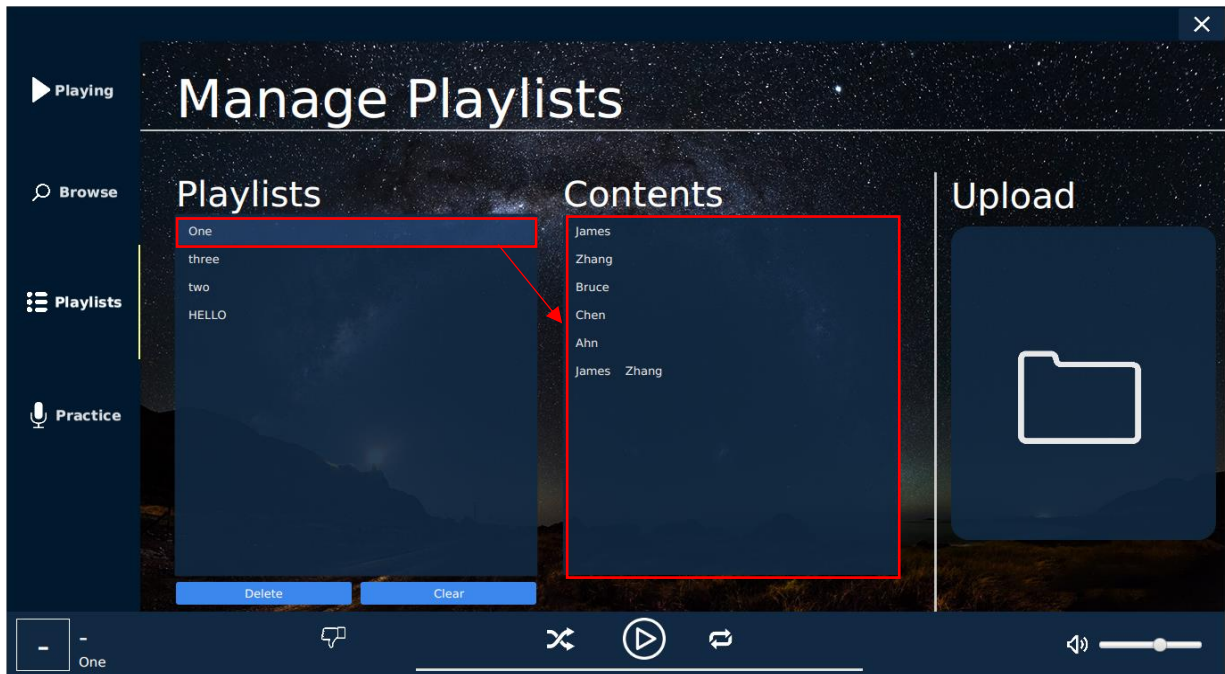 Playing
Browse
Playlists
Practice
Manage Playlists
Playlists
One
three
two
HELLO
Delete
Clear
Contents
James
Zhang
Bruce
Chen
Ahn
James Zhang
Upload
-
-
One